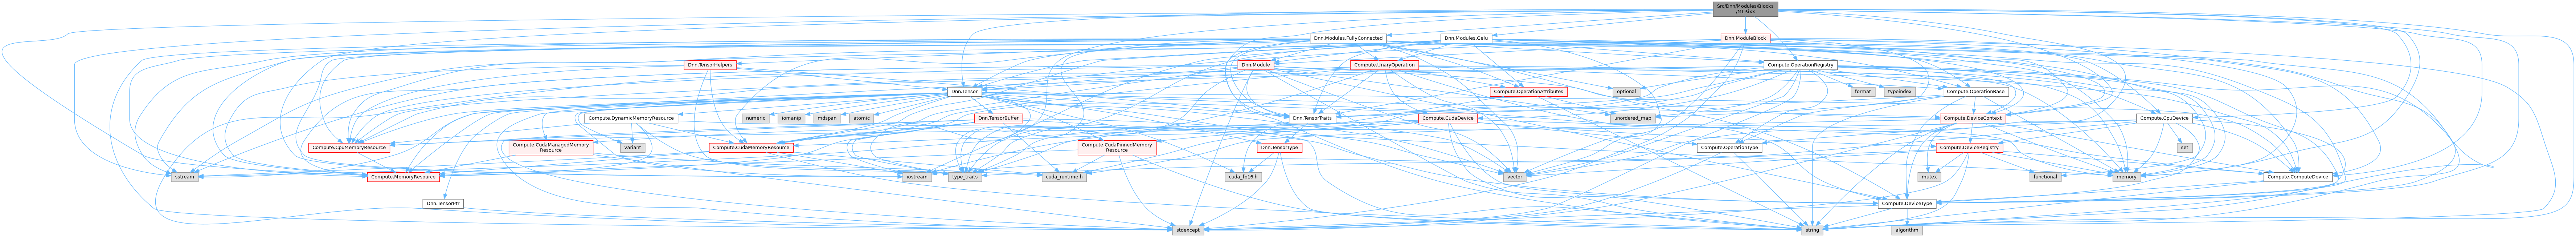 Src/Dnn/Modules/Blocks
/MLP.ixx
Dnn.Modules.FullyConnected
Dnn.Modules.Gelu
Dnn.ModuleBlock
Dnn.TensorHelpers
Dnn.Module
Compute.UnaryOperation
Compute.OperationRegistry
Dnn.Tensor
Compute.OperationAttributes
optional
format
typeindex
Compute.OperationBase
Compute.DynamicMemoryResource
numeric
iomanip
mdspan
atomic
Dnn.TensorBuffer
Dnn.TensorTraits
Compute.CudaDevice
unordered_map
Compute.DeviceContext
Compute.CpuDevice
Compute.CpuMemoryResource
Compute.CudaManagedMemory
Resource
variant
Compute.CudaMemoryResource
Compute.CudaPinnedMemory
Resource
Dnn.TensorType
Compute.OperationType
Compute.DeviceRegistry
set
sstream
Compute.MemoryResource
iostream
type_traits
cuda_runtime.h
cuda_fp16.h
vector
mutex
functional
memory
Compute.ComputeDevice
Dnn.TensorPtr
Compute.DeviceType
stdexcept
string
algorithm